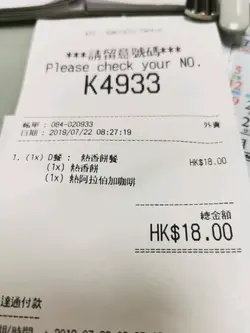 ***請留意號碼***
Please check your NO.
K4933
帳單 : 084-020933 外賣
日期 : 2019/07/22 08:27:19
1. (1x) D餐 : 熱香餅餐 HK$18.00
(1x) 熱香餅
(1x) 熱阿拉伯加咖啡
總金額
HK$18.00
達通付款